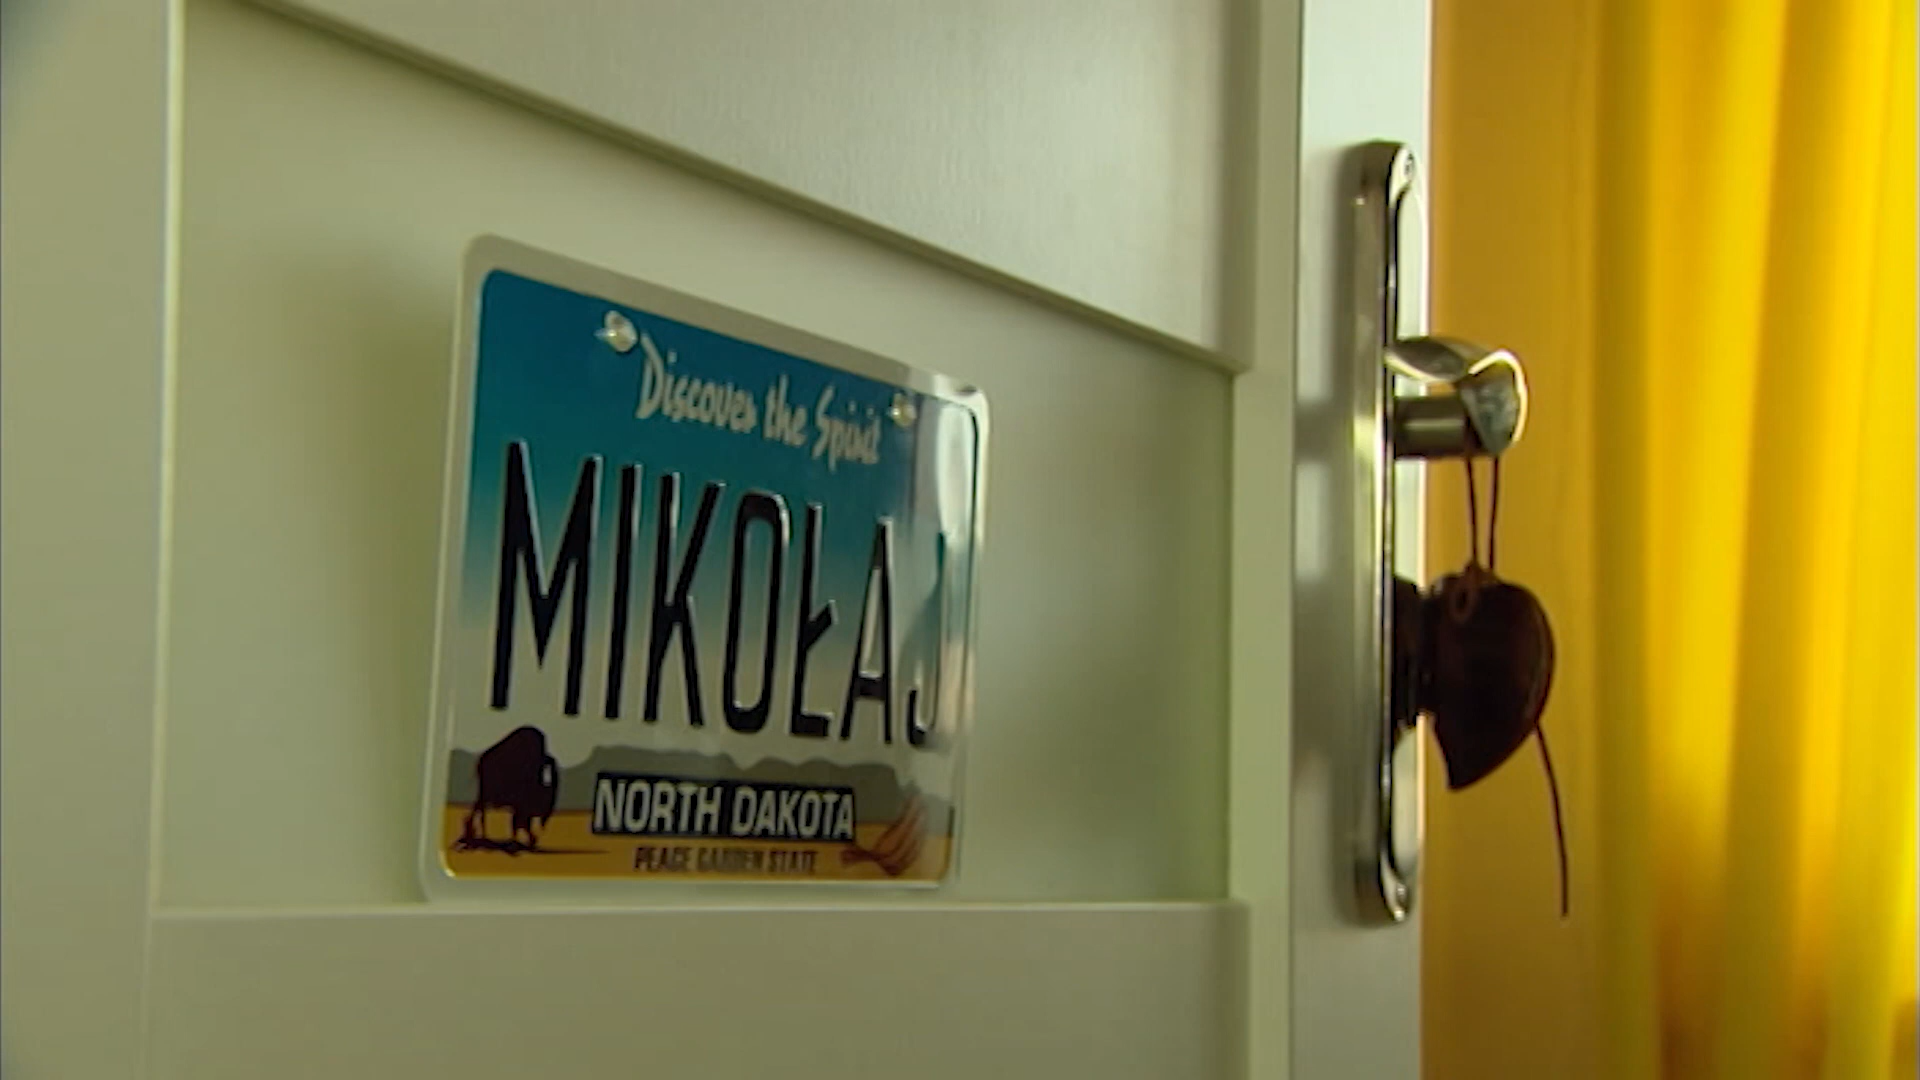 Discover the Spirit
MIKOŁAJ
NORTH DAKOTA
PEACE GARDEN STATE